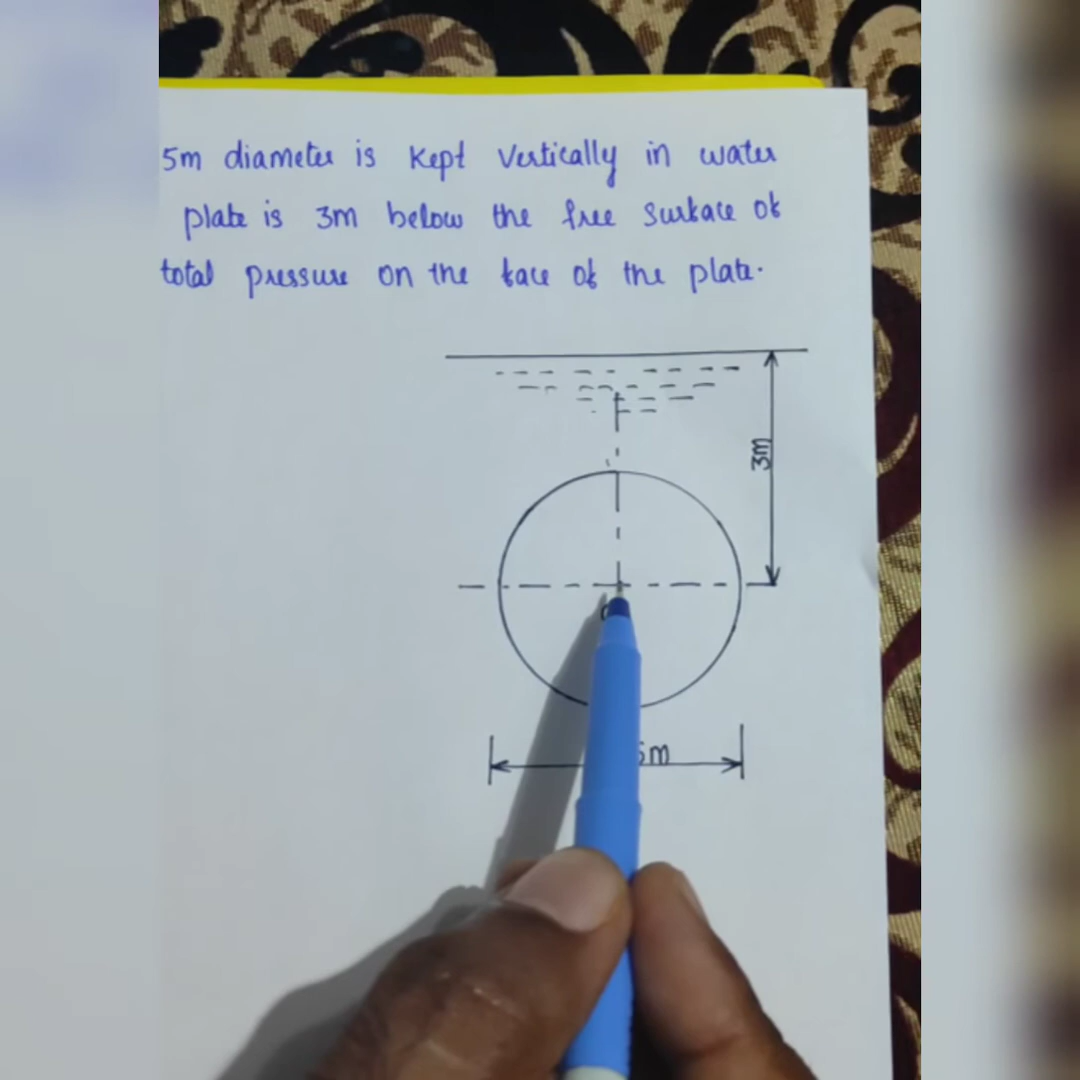 5m diameter is kept vertically in water
plate is 3m below the free surface of
total pressure on the face of the plate.
3m